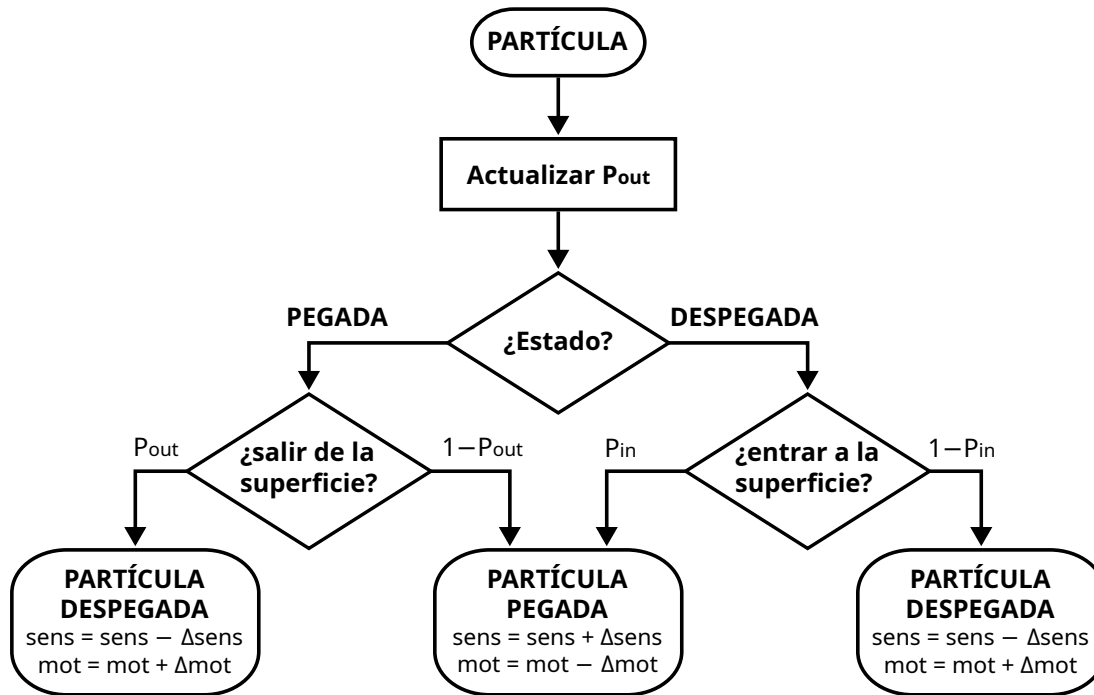 PARTÍCULA
Actualizar Pout
¿Estado?
PEGADA
DESPEGADA
¿salir de la
superficie?
Pout
1−Pout
¿entrar a la
superficie?
Pin
1−Pin
PARTÍCULA
DESPEGADA
sens = sens − Δsens
mot = mot + Δmot
PARTÍCULA
PEGADA
sens = sens + Δsens
mot = mot − Δmot
PARTÍCULA
DESPEGADA
sens = sens − Δsens
mot = mot + Δmot